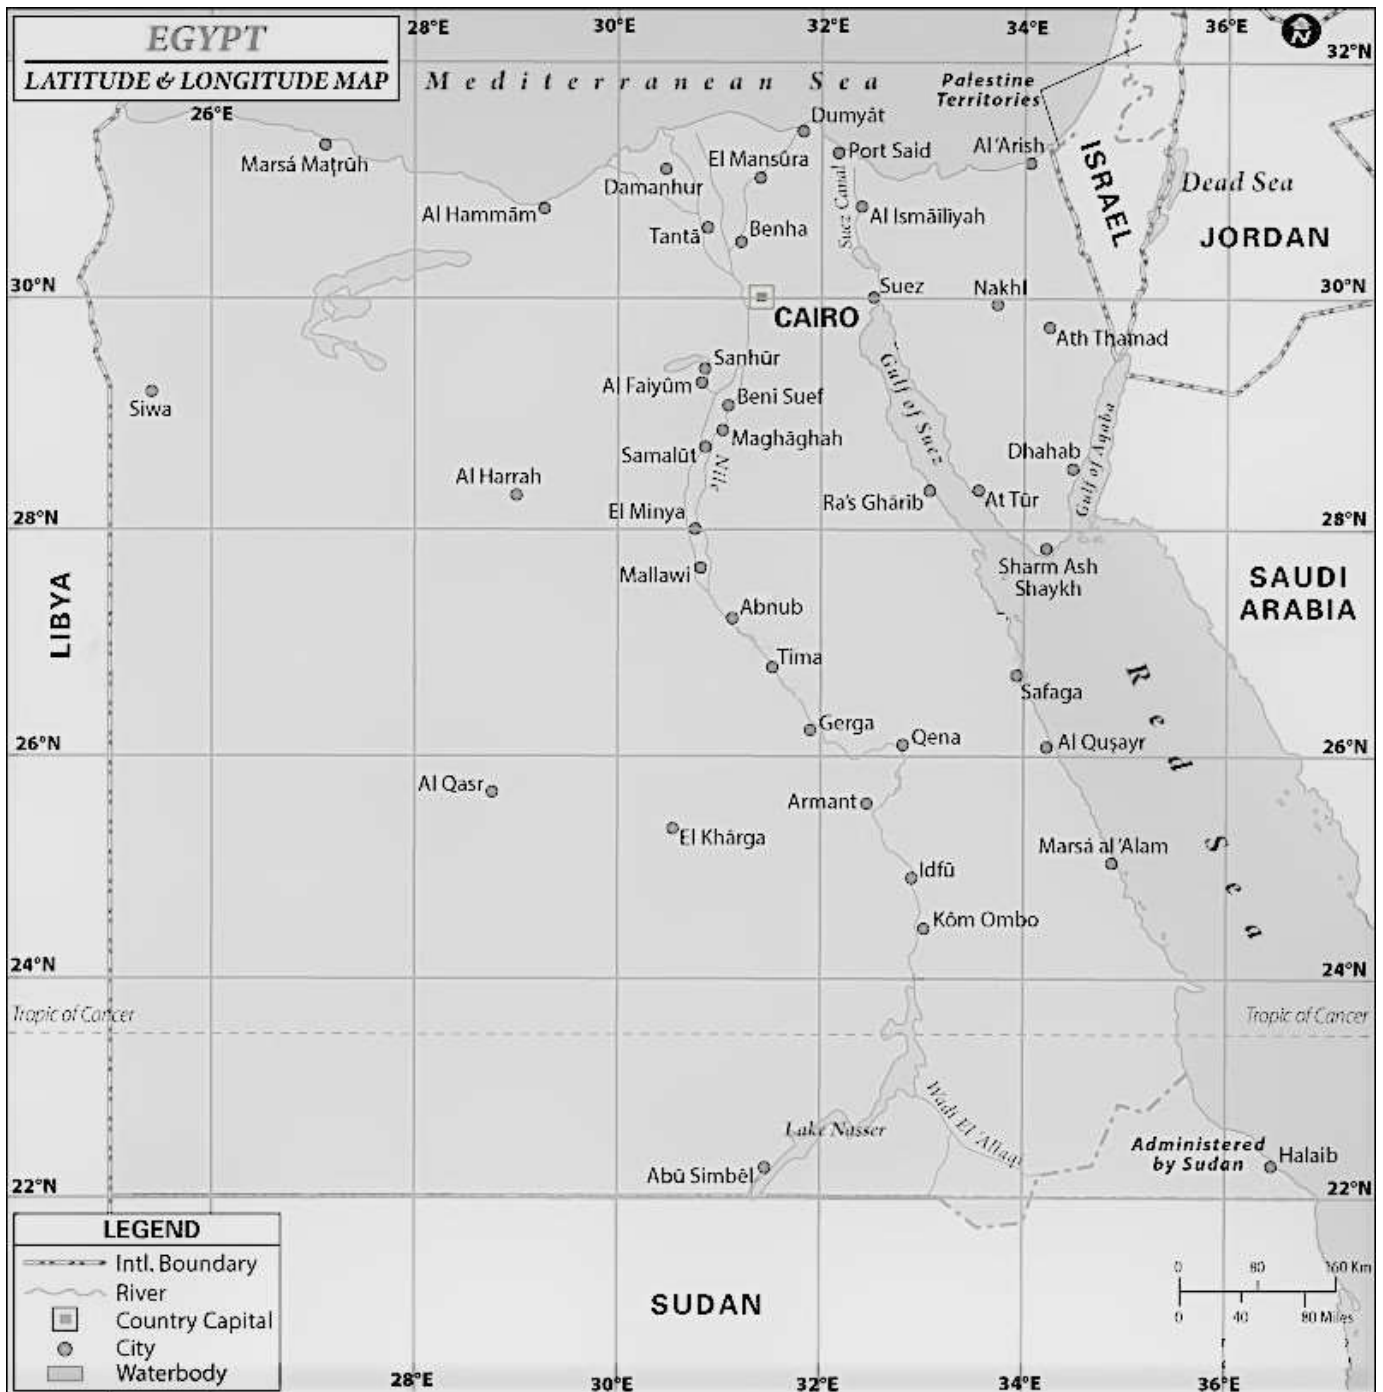 EGYPT
LATITUDE & LONGITUDE MAP
28°E
30°E
32°E
34°E
36°E
N
32°N
Mediterranean Sea
Palestine
Territories
26°E
Dumyât
Marsá Maţrūh
El Mansûra
Port Said
Al 'Arish
ISRAEL
Dead Sea
Damanhur
Suez Canal
Al Hammām
Al Ismāiliyah
Tantā
Benha
JORDAN
30°N
Suez
Nakhl
30°N
CAIRO
Ath Thamad
Sanhūr
Gulf of Suez
Al Faiyûm
Beni Suef
Siwa
Gulf of Aqaba
Maghāghah
Samalūt
Nile
Dhahab
Al Harrah
Ra's Ghārib
At Tūr
El Minya
28°N
28°N
Mallawi
Sharm Ash
Shaykh
SAUDI
ARABIA
LIBYA
Abnub
Tima
Red Sea
Safaga
Gerga
Qena
Al Quşayr
26°N
26°N
Al Qasr
Armant
El Khârga
Marsá al 'Alam
Idfū
Kôm Ombo
24°N
24°N
Tropic of Cancer
Tropic of Cancer
Wadi El 'Allaqi
Lake Nasser
Administered
by Sudan
Halaib
Abū Simbêl
22°N
22°N
LEGEND
Intl. Boundary
River
Country Capital
City
Waterbody
SUDAN
0 80 160 Km
0 40 80 Miles
28°E
30°E
32°E
34°E
36°E